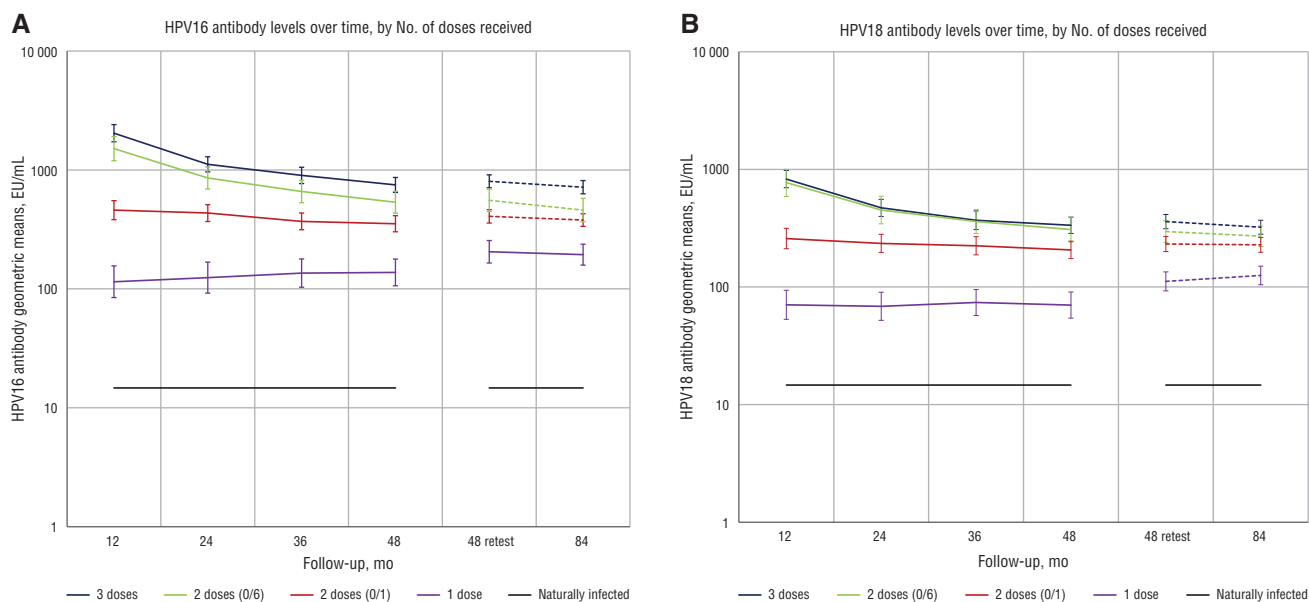 A
HPV16 antibody levels over time, by No. of doses received
HPV16 antibody geometric means, EU/mL
10 000
1000
100
10
1
12 24 36 48 48 retest 84
Follow-up, mo
3 doses 2 doses (0/6) 2 doses (0/1) 1 dose Naturally infected
B
HPV18 antibody levels over time, by No. of doses received
HPV18 antibody geometric means, EU/mL
10 000
1000
100
10
1
12 24 36 48 48 retest 84
Follow-up, mo
3 doses 2 doses (0/6) 2 doses (0/1) 1 dose Naturally infected